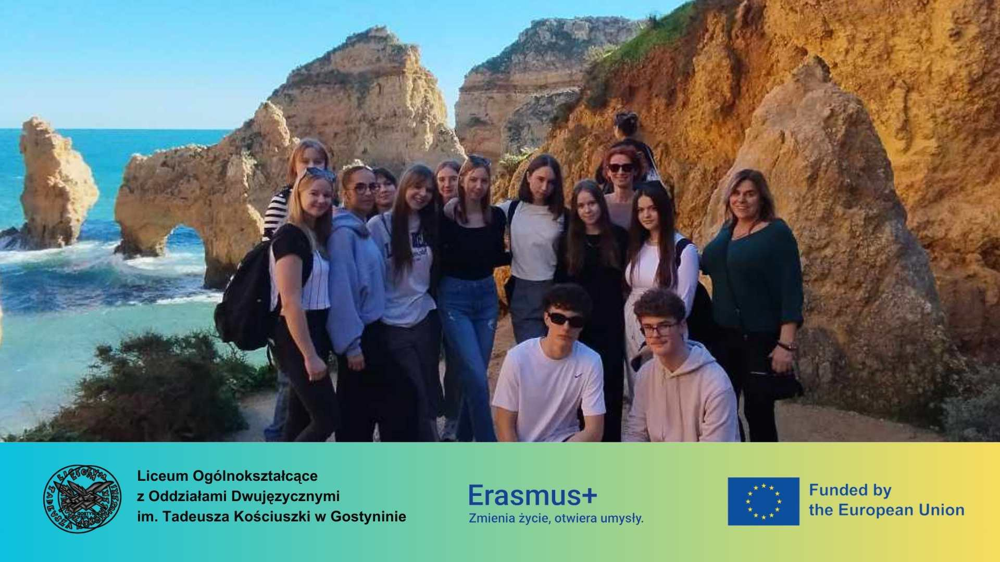 Liceum Ogólnokształcące
z Oddziałami Dwujęzycznymi
im. Tadeusza Kościuszki w Gostyninie
Erasmus+
Zmienia życie, otwiera umysły.
Funded by
the European Union